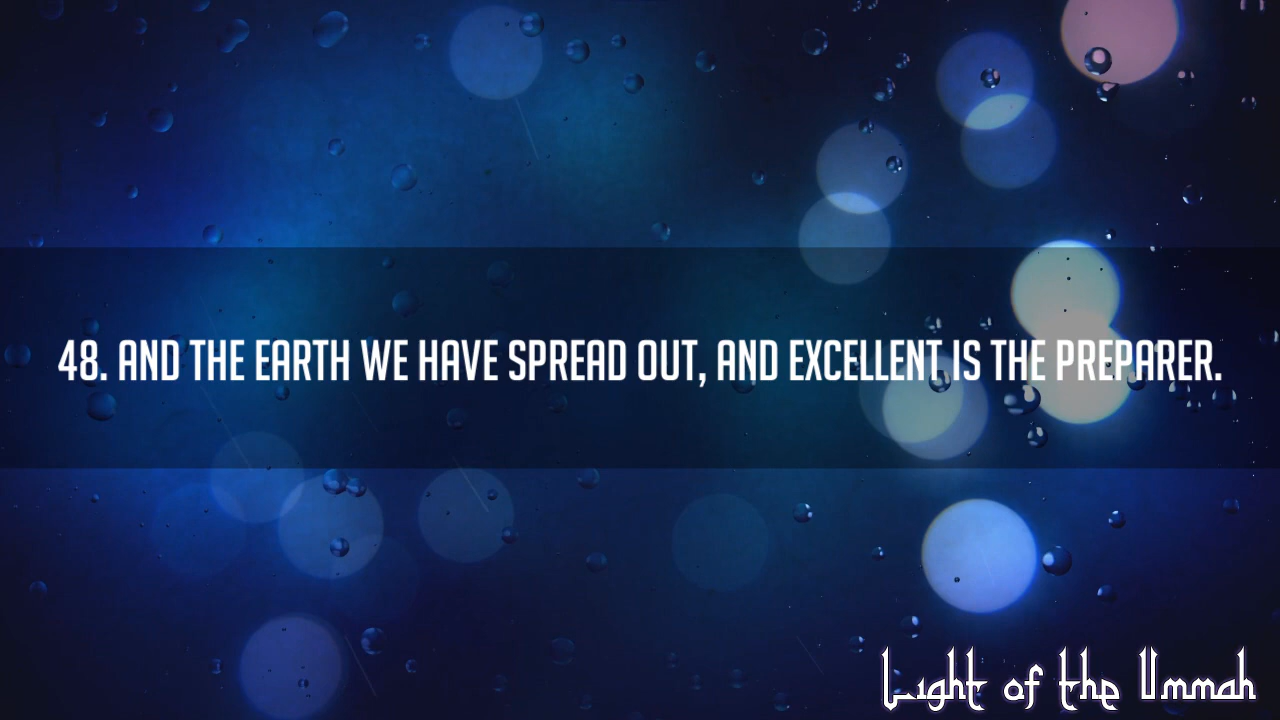 48. AND THE EARTH WE HAVE SPREAD OUT, AND EXCELLENT IS THE PREPARER.
Light of the Ummah